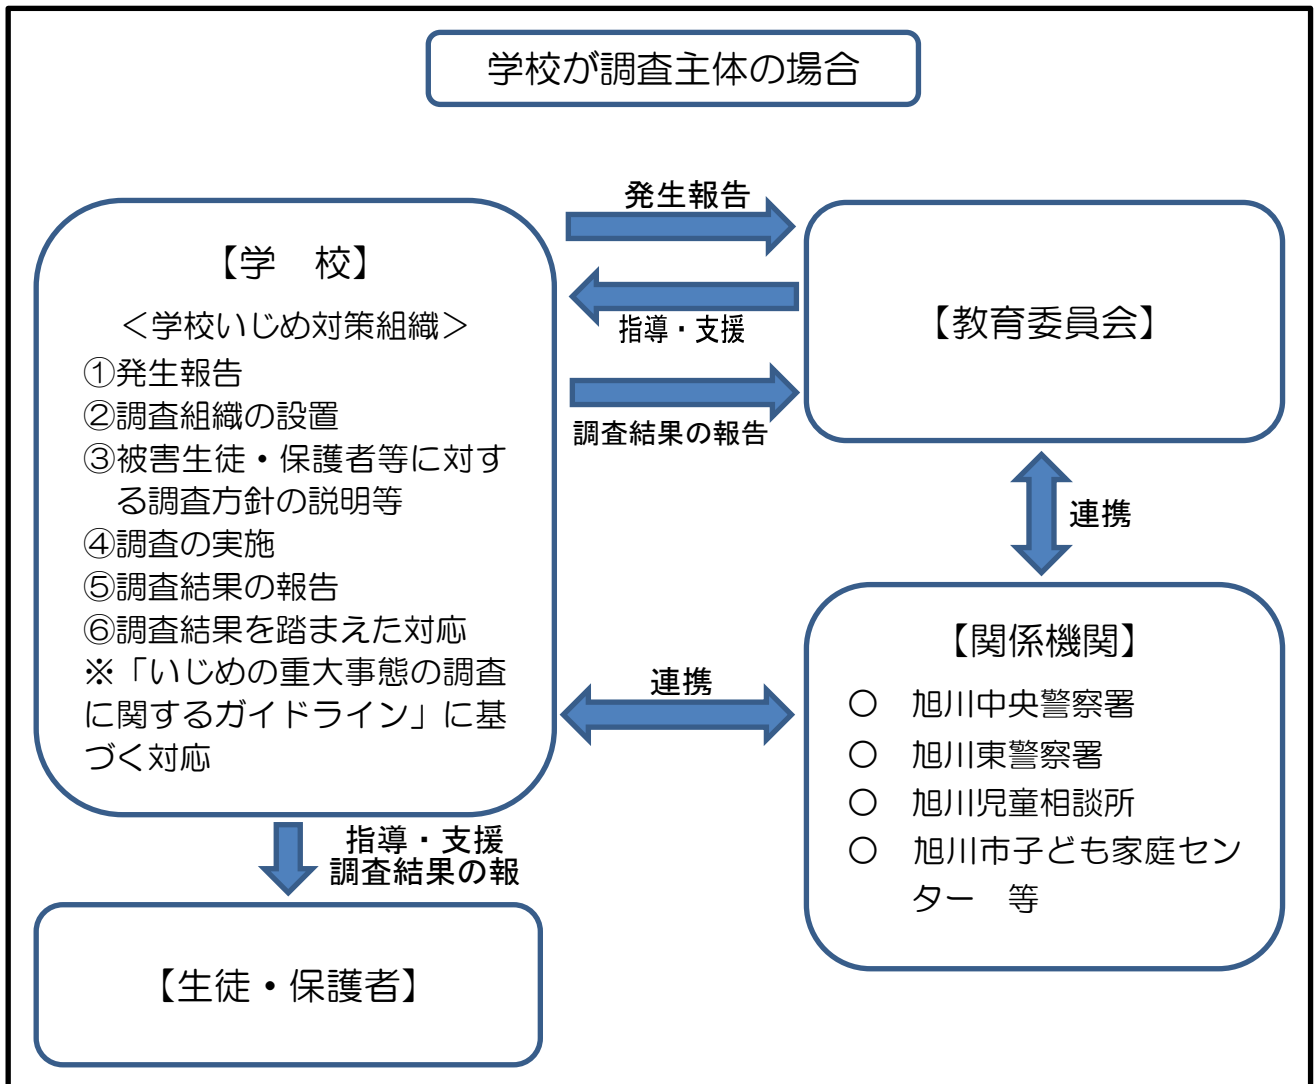 学校が調査主体の場合
発生報告
【学　校】
＜学校いじめ対策組織＞
①発生報告
②調査組織の設置
③被害生徒・保護者等に対す
る調査方針の説明等
④調査の実施
⑤調査結果の報告
⑥調査結果を踏まえた対応
※「いじめの重大事態の調査
に関するガイドライン」に基
づく対応
指導・支援
調査結果の報告
【教育委員会】
連携
連携
【関係機関】
○　旭川中央警察署
○　旭川東警察署
○　旭川児童相談所
○　旭川市子ども家庭セン
ター　等
指導・支援
調査結果の報
【生徒・保護者】